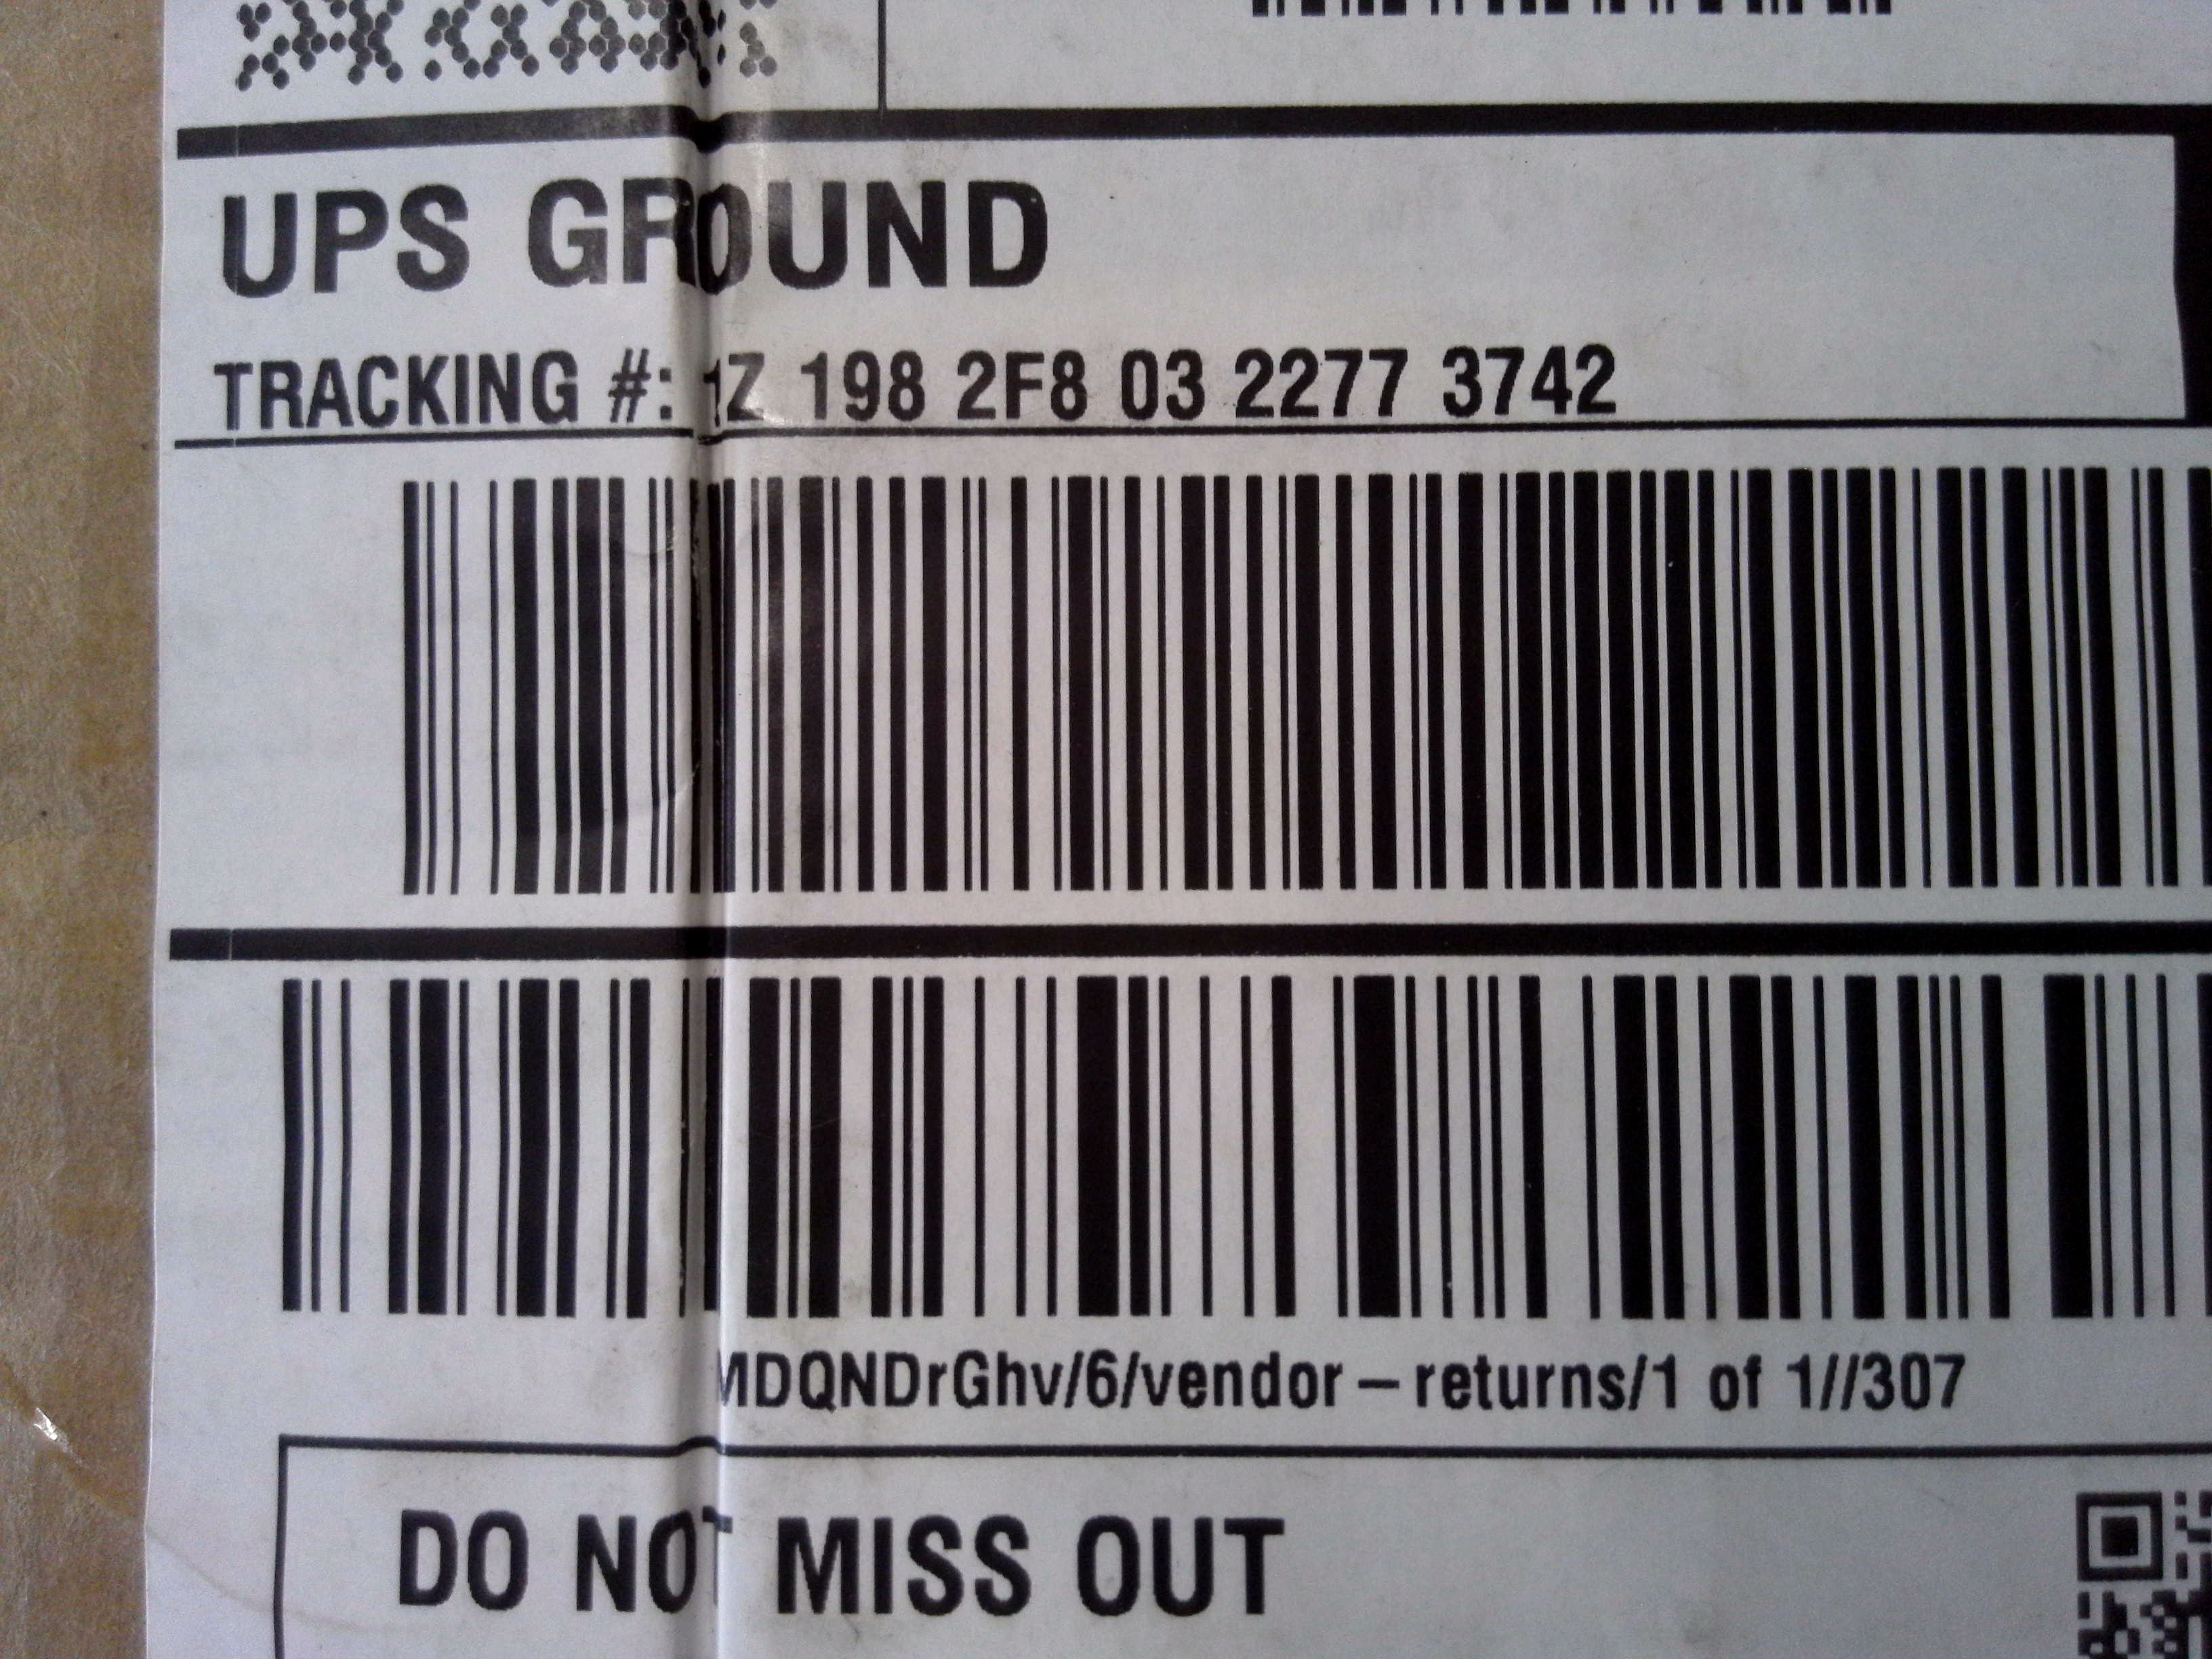 UPS GROUND
TRACKING #: 1Z 198 2F8 03 2277 3742
MDQNDrGhv/6/vendor-returns/1 of 1//307
DO NOT MISS OUT